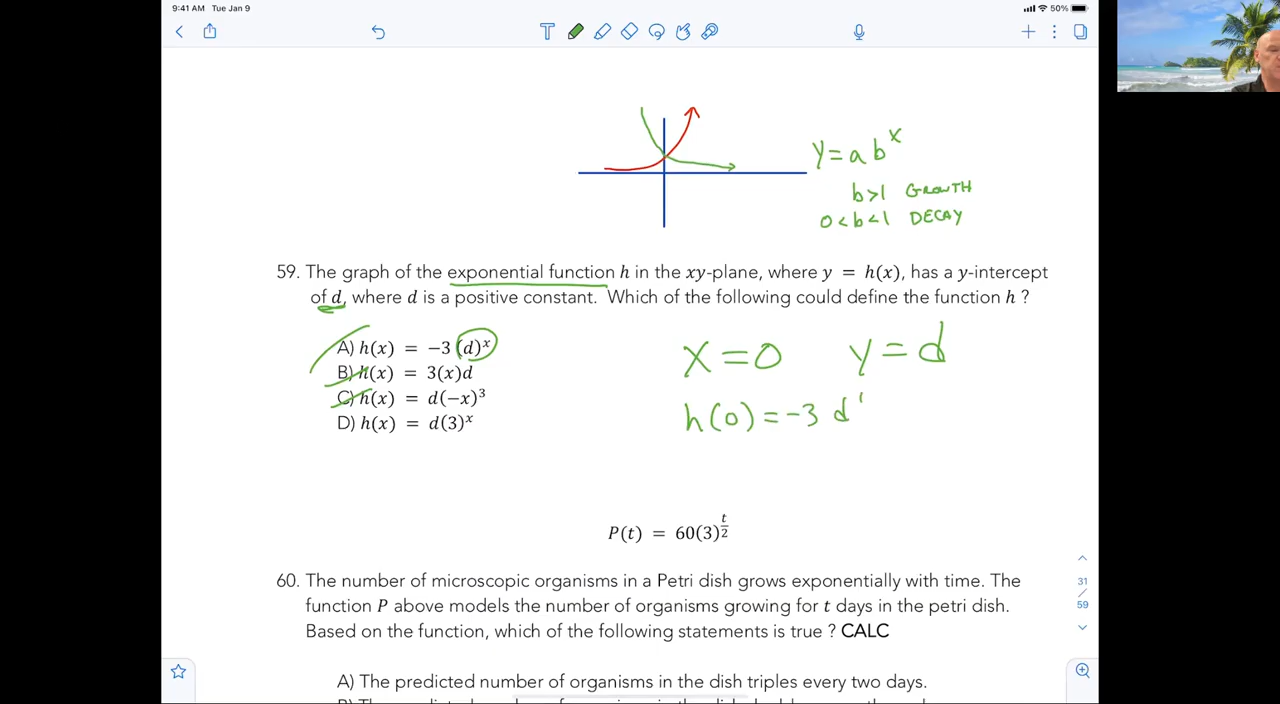 9:41 AM Tue Jan 9
50%
y = a b^x
b > 1 GROWTH
0 < b < 1 DECAY
59. The graph of the exponential function h in the xy-plane, where y = h(x), has a y-intercept
of d, where d is a positive constant. Which of the following could define the function h ?
A) h(x) = −3 (d)^x
B) h(x) = 3(x)d
C) h(x) = d(−x)^3
D) h(x) = d(3)^x
x = 0 y = d
h(0) = −3 d
P(t) = 60(3)^(t/2)
60. The number of microscopic organisms in a Petri dish grows exponentially with time. The
function P above models the number of organisms growing for t days in the petri dish.
Based on the function, which of the following statements is true ? CALC
A) The predicted number of organisms in the dish triples every two days.
31
/
59